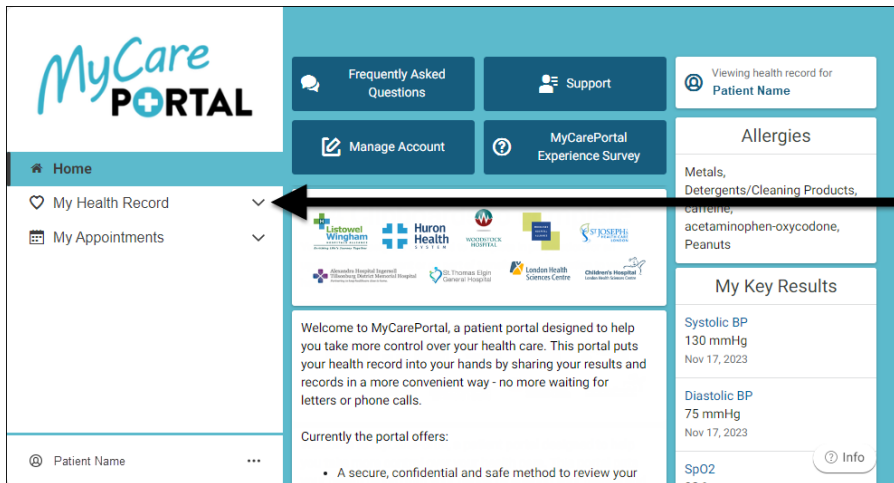 MyCare
PORTAL
Home
My Health Record
My Appointments
Patient Name
Frequently Asked
Questions
Support
Manage Account
MyCarePortal
Experience Survey
Listowel
Wingham
Huron
Health
SYSTEM
WOODSTOCK
HOSPITAL
ST JOSEPH'S
HEALTH CARE
LONDON
Alexandra Hospital Ingersoll
Tillsonburg District Memorial Hospital
St. Thomas Elgin
General Hospital
London Health
Sciences Centre
Children's Hospital
London Health Sciences Centre
Welcome to MyCarePortal, a patient portal designed to help
you take more control over your health care. This portal puts
your health record into your hands by sharing your results and
records in a more convenient way - no more waiting for
letters or phone calls.
Currently the portal offers:
• A secure, confidential and safe method to review your
Viewing health record for
Patient Name
Allergies
Metals,
Detergents/Cleaning Products,
caffeine,
acetaminophen-oxycodone,
Peanuts
My Key Results
Systolic BP
130 mmHg
Nov 17, 2023
Diastolic BP
75 mmHg
Nov 17, 2023
SpO2
Info